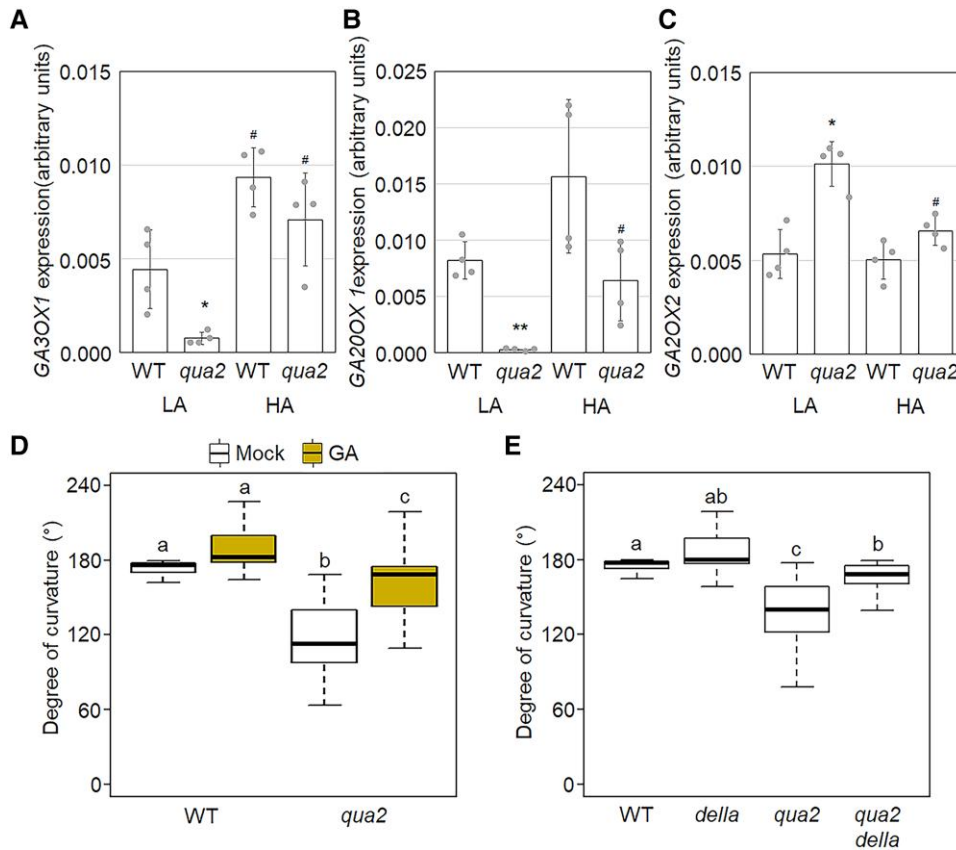 A
GA3OX1 expression(arbitrary units)
0.015
0.010
0.005
0.000
#
#
*
WT qua2 WT qua2
LA HA
B
GA20OX 1expression (arbitrary units)
0.025
0.020
0.015
0.010
0.005
0.000
**
#
WT qua2 WT qua2
LA HA
C
GA2OX2 expression (arbitrary units)
0.015
0.010
0.005
0.000
*
#
WT qua2 WT qua2
LA HA
D
Mock GA
Degree of curvature (°)
240
180
120
60
0
a
a
b
c
WT qua2
E
Degree of curvature (°)
240
180
120
60
0
a
ab
c
b
WT della qua2 qua2
della